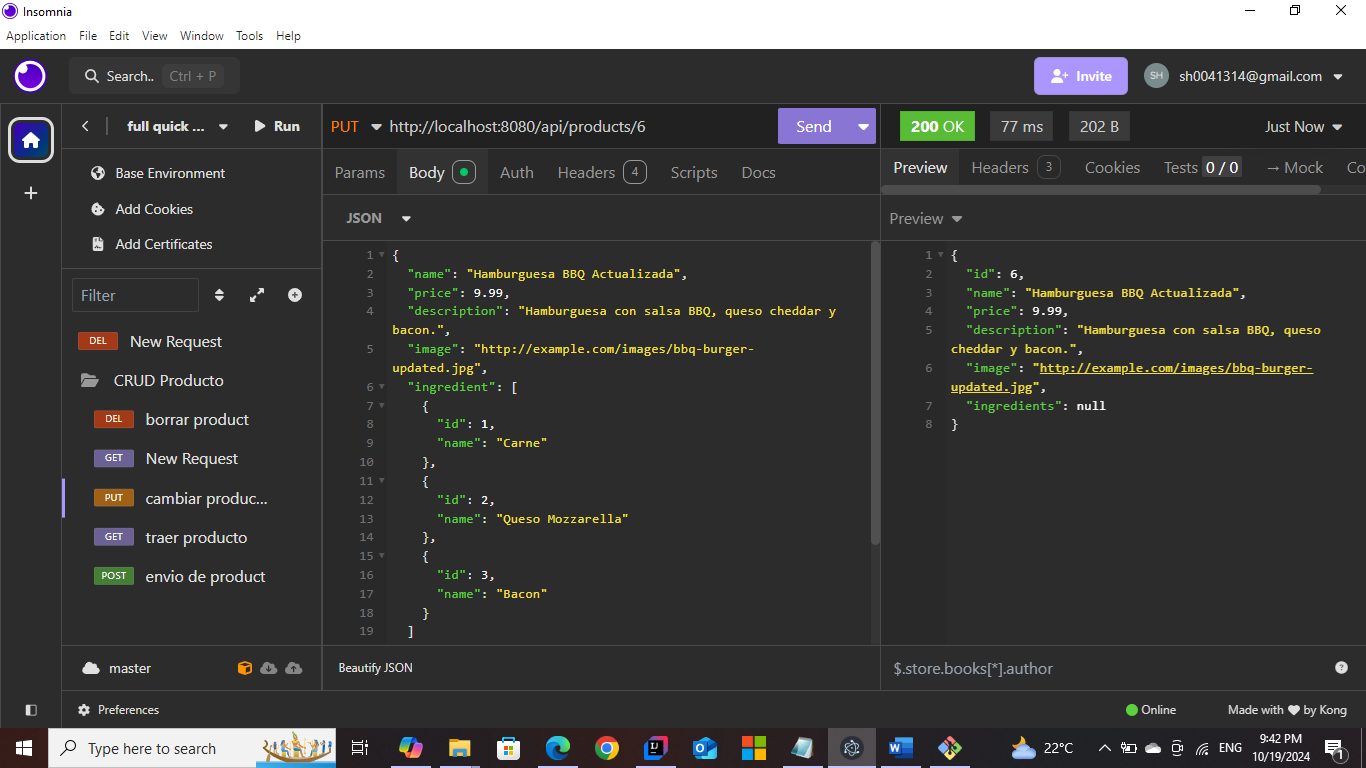 Insomnia
Application File Edit View Window Tools Help
Search.. Ctrl + P
Invite
SH sh0041314@gmail.com
full quick ... Run
PUT http://localhost:8080/api/products/6 Send
200 OK 77 ms 202 B Just Now
Base Environment
Add Cookies
Add Certificates
Params Body Auth Headers 4 Scripts Docs
Preview Headers 3 Cookies Tests 0 / 0 → Mock Co
JSON
Preview
Filter
DEL New Request
CRUD Producto
DEL borrar product
GET New Request
PUT cambiar produc...
GET traer producto
POST envio de product
1 {
2 "name": "Hamburguesa BBQ Actualizada",
3 "price": 9.99,
4 "description": "Hamburguesa con salsa BBQ, queso cheddar y
bacon.",
5 "image": "http://example.com/images/bbq-burger-
updated.jpg",
6 "ingredient": [
7 {
8 "id": 1,
9 "name": "Carne"
10 },
11 {
12 "id": 2,
13 "name": "Queso Mozzarella"
14 },
15 {
16 "id": 3,
17 "name": "Bacon"
18 }
19 ]
1 {
2 "id": 6,
3 "name": "Hamburguesa BBQ Actualizada",
4 "price": 9.99,
5 "description": "Hamburguesa con salsa BBQ, queso
cheddar y bacon.",
6 "image": "http://example.com/images/bbq-burger-
updated.jpg",
7 "ingredients": null
8 }
master
Beautify JSON
$.store.books[*].author
Preferences
Online
Made with ❤ by Kong
Type here to search
22°C
ENG
9:42 PM
10/19/2024
1